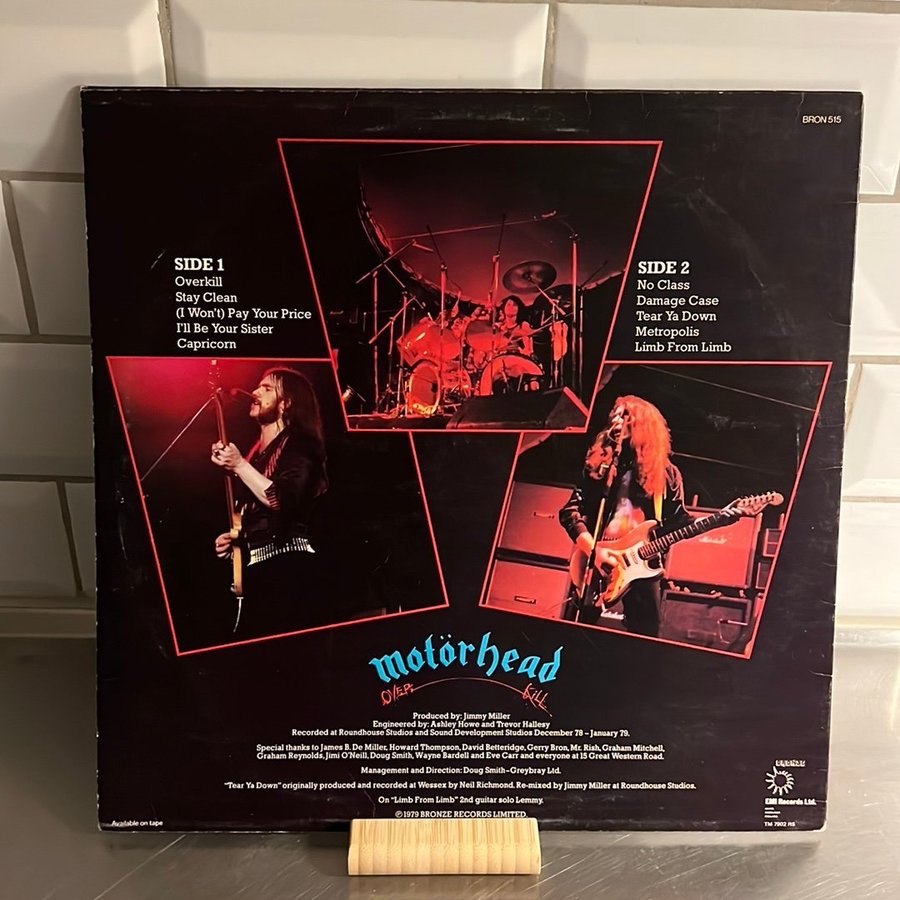 BRON 515
SIDE 1
Overkill
Stay Clean
(I Won't) Pay Your Price
I'll Be Your Sister
Capricorn
SIDE 2
No Class
Damage Case
Tear Ya Down
Metropolis
Limb From Limb
motörhead
OVER KiLL
Produced by: Jimmy Miller
Engineered by: Ashley Howe and Trevor Hallesy
Recorded at Roundhouse Studios and Sound Development Studios December 78 – January 79.
Special thanks to James B. De Miller, Howard Thompson, David Betteridge, Gerry Bron, Mr. Rish, Graham Mitchell,
Graham Reynolds, Jimi O'Neill, Doug Smith, Wayne Bardell and Eve Carr and everyone at 15 Great Western Road.
Management and Direction: Doug Smith–Greybray Ltd.
"Tear Ya Down" originally produced and recorded at Wessex by Neil Richmond. Re-mixed by Jimmy Miller at Roundhouse Studios.
On "Limb From Limb" 2nd guitar solo Lemmy.
℗ 1979 BRONZE RECORDS LIMITED.
BRONZE
EMI Records Ltd.
TM 7902 RS
Available on tape